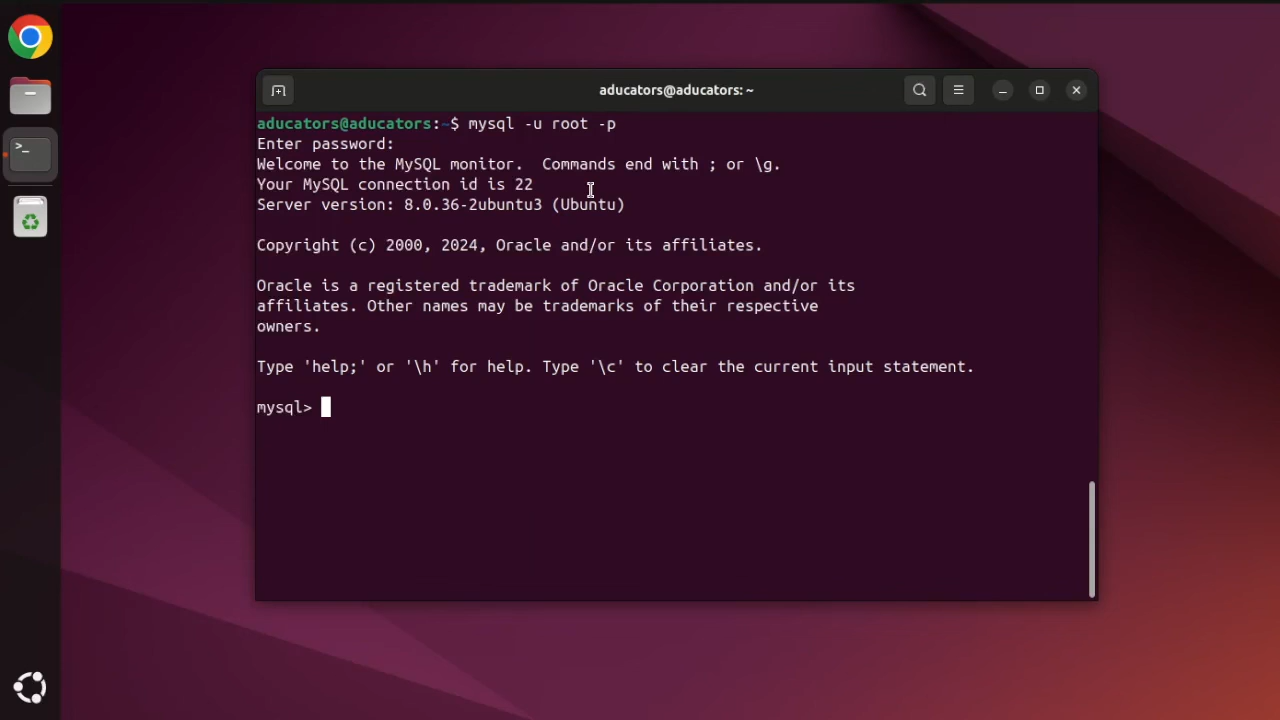 aducators@aducators: ~
aducators@aducators:~$ mysql -u root -p
Enter password:
Welcome to the MySQL monitor.  Commands end with ; or \g.
Your MySQL connection id is 22
Server version: 8.0.36-2ubuntu3 (Ubuntu)
Copyright (c) 2000, 2024, Oracle and/or its affiliates.
Oracle is a registered trademark of Oracle Corporation and/or its
affiliates. Other names may be trademarks of their respective
owners.
Type 'help;' or '\h' for help. Type '\c' to clear the current input statement.
mysql>